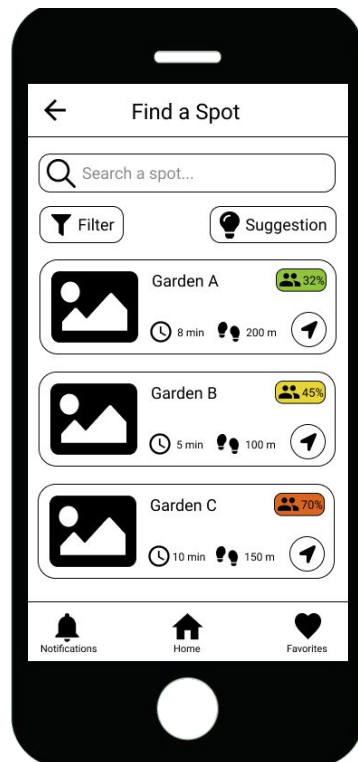 Find a Spot
Search a spot...
Filter
Suggestion
Garden A
32%
8 min
200 m
Garden B
45%
5 min
100 m
Garden C
70%
10 min
150 m
Notifications
Home
Favorites